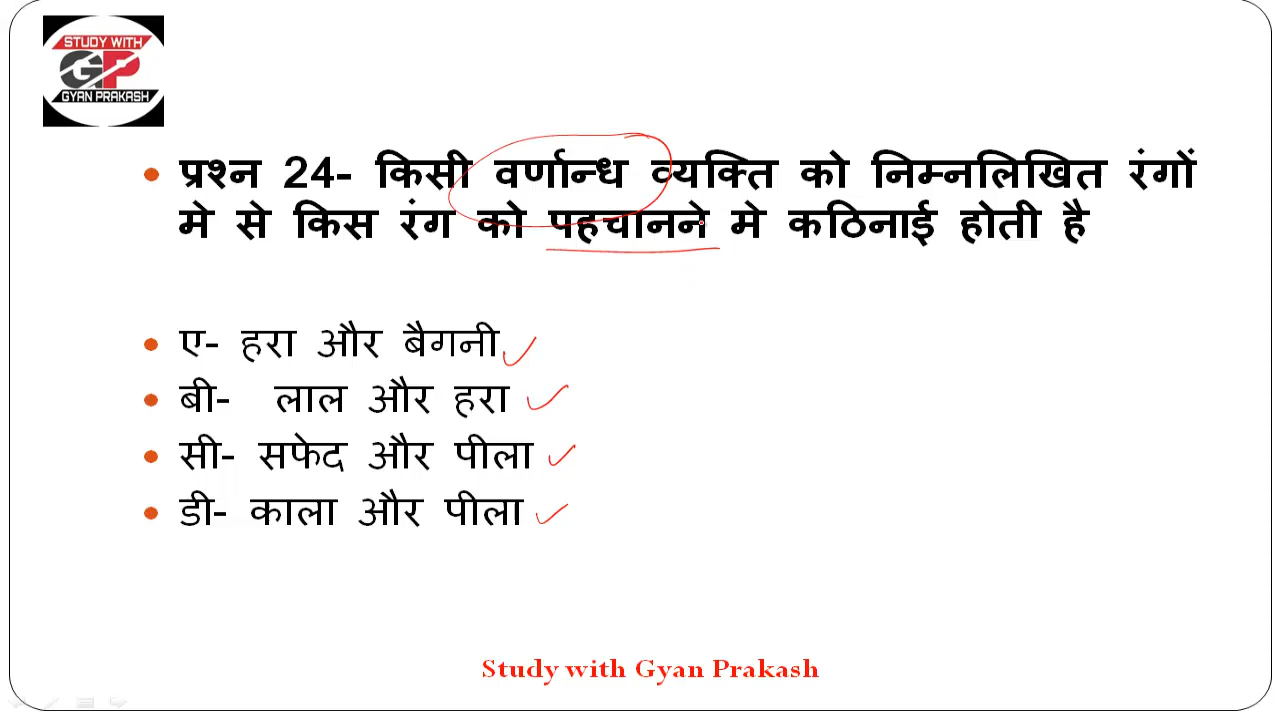 STUDY WITH
GP
GYAN PRAKASH
प्रश्न 24- किसी वर्णान्ध व्यक्ति को निम्नलिखित रंगों
मे से किस रंग को पहचानने मे कठिनाई होती है
ए- हरा और बैगनी
बी- लाल और हरा
सी- सफेद और पीला
डी- काला और पीला
Study with Gyan Prakash